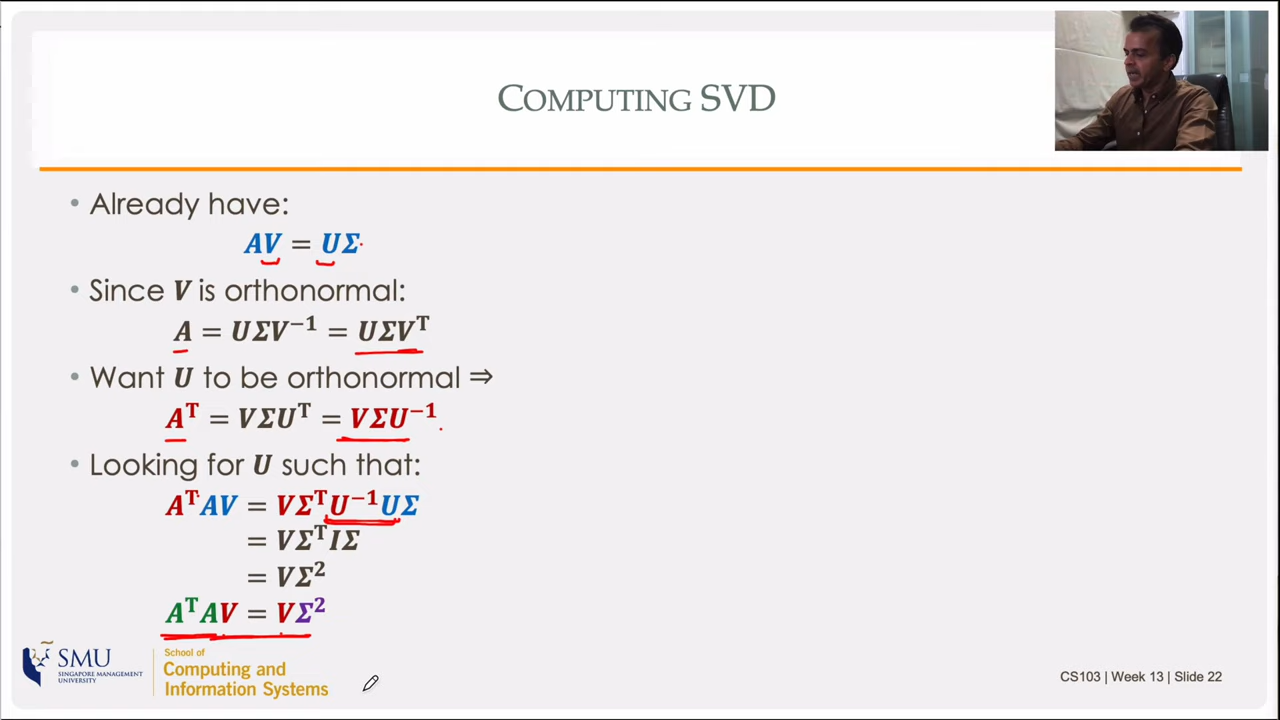 COMPUTING SVD
• Already have:
AV = UΣ
• Since V is orthonormal:
A = UΣV⁻¹ = UΣVᵀ
• Want U to be orthonormal ⇒
Aᵀ = VΣUᵀ = VΣU⁻¹
• Looking for U such that:
AᵀAV = VΣᵀU⁻¹UΣ
= VΣᵀIΣ
= VΣ²
AᵀAV = VΣ²
SMU
SINGAPORE MANAGEMENT
UNIVERSITY
School of
Computing and
Information Systems
CS103 | Week 13 | Slide 22